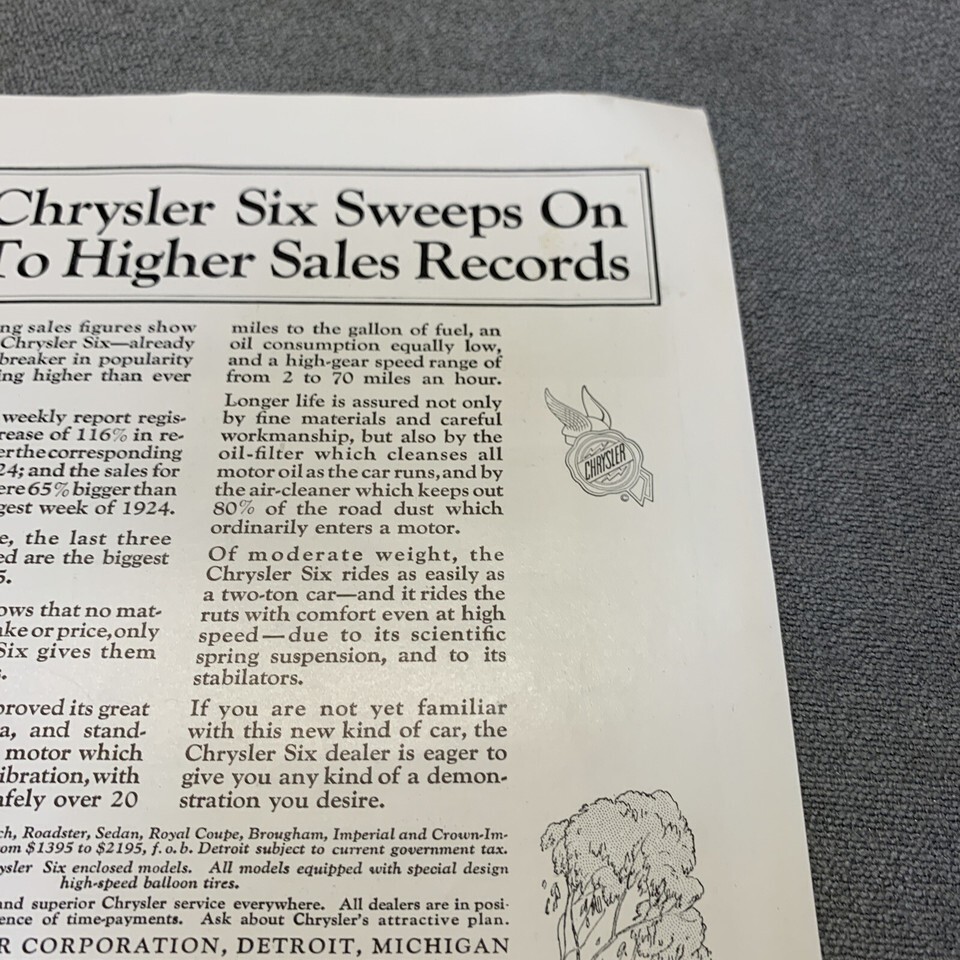 Chrysler Six Sweeps On
To Higher Sales Records
ng sales figures show
Chrysler Six—already
breaker in popularity
ing higher than ever
weekly report regis-
rease of 116% in re-
er the corresponding
24; and the sales for
ere 65% bigger than
gest week of 1924.
e, the last three
ed are the biggest
5.
ows that no mat-
ake or price, only
Six gives them
s.
proved its great
a, and stand-
motor which
ibration, with
afely over 20
miles to the gallon of fuel, an
oil consumption equally low,
and a high-gear speed range of
from 2 to 70 miles an hour.
Longer life is assured not only
by fine materials and careful
workmanship, but also by the
oil-filter which cleanses all
motor oil as the car runs, and by
the air-cleaner which keeps out
80% of the road dust which
ordinarily enters a motor.
Of moderate weight, the
Chrysler Six rides as easily as
a two-ton car—and it rides the
ruts with comfort even at high
speed—due to its scientific
spring suspension, and to its
stabilators.
If you are not yet familiar
with this new kind of car, the
Chrysler Six dealer is eager to
give you any kind of a demon-
stration you desire.
CHRYSLER
ch, Roadster, Sedan, Royal Coupe, Brougham, Imperial and Crown-Im-
om $1395 to $2195, f. o. b. Detroit subject to current government tax.
ysler Six enclosed models. All models equipped with special design
high-speed balloon tires.
and superior Chrysler service everywhere. All dealers are in posi-
ence of time-payments. Ask about Chrysler's attractive plan.
R CORPORATION, DETROIT, MICHIGAN